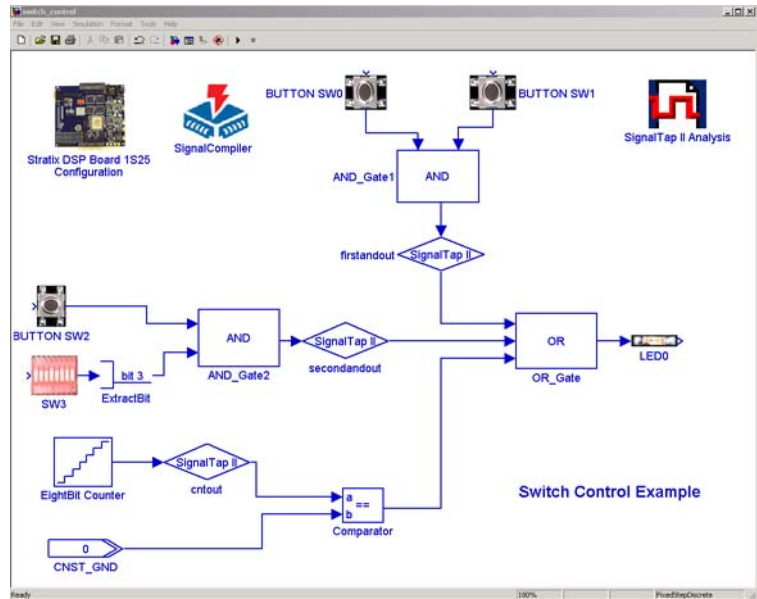 switch_control
File Edit View Simulation Format Tools Help
BUTTON SW0
BUTTON SW1
Stratix DSP Board 1S25
Configuration
SignalCompiler
SignalTap II Analysis
AND_Gate1
AND
firstandout
SignalTap II
BUTTON SW2
AND
AND_Gate2
SignalTap II
secondandout
OR
OR_Gate
LED0
SW3
bit 3
ExtractBit
EightBit Counter
SignalTap II
cntout
a
b
==
Comparator
Switch Control Example
0
CNST_GND
Ready
180%
FixedStepDiscrete